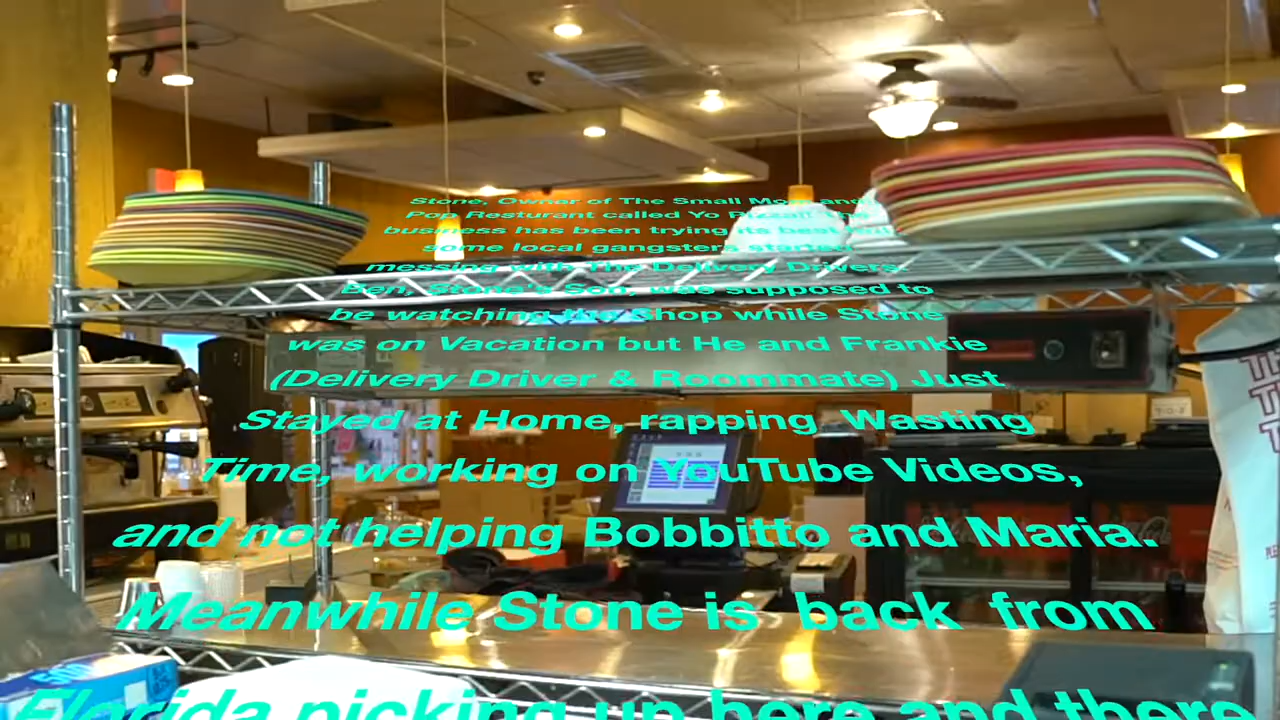 Stone, Owner of The Small Mom and
Pop Resturant called Yo Pizza!! The
business has been trying its best but
some local gangsters started
messing with The Delivery Drivers.
Ben, Stone's Son, was supposed to
be watching the Shop while Stone
was on Vacation but He and Frankie
(Delivery Driver & Roommate) Just
Stayed at Home, rapping Wasting
Time, working on YouTube Videos,
and not helping Bobbitto and Maria.
Meanwhile Stone is back from
Florida picking up here and there
500